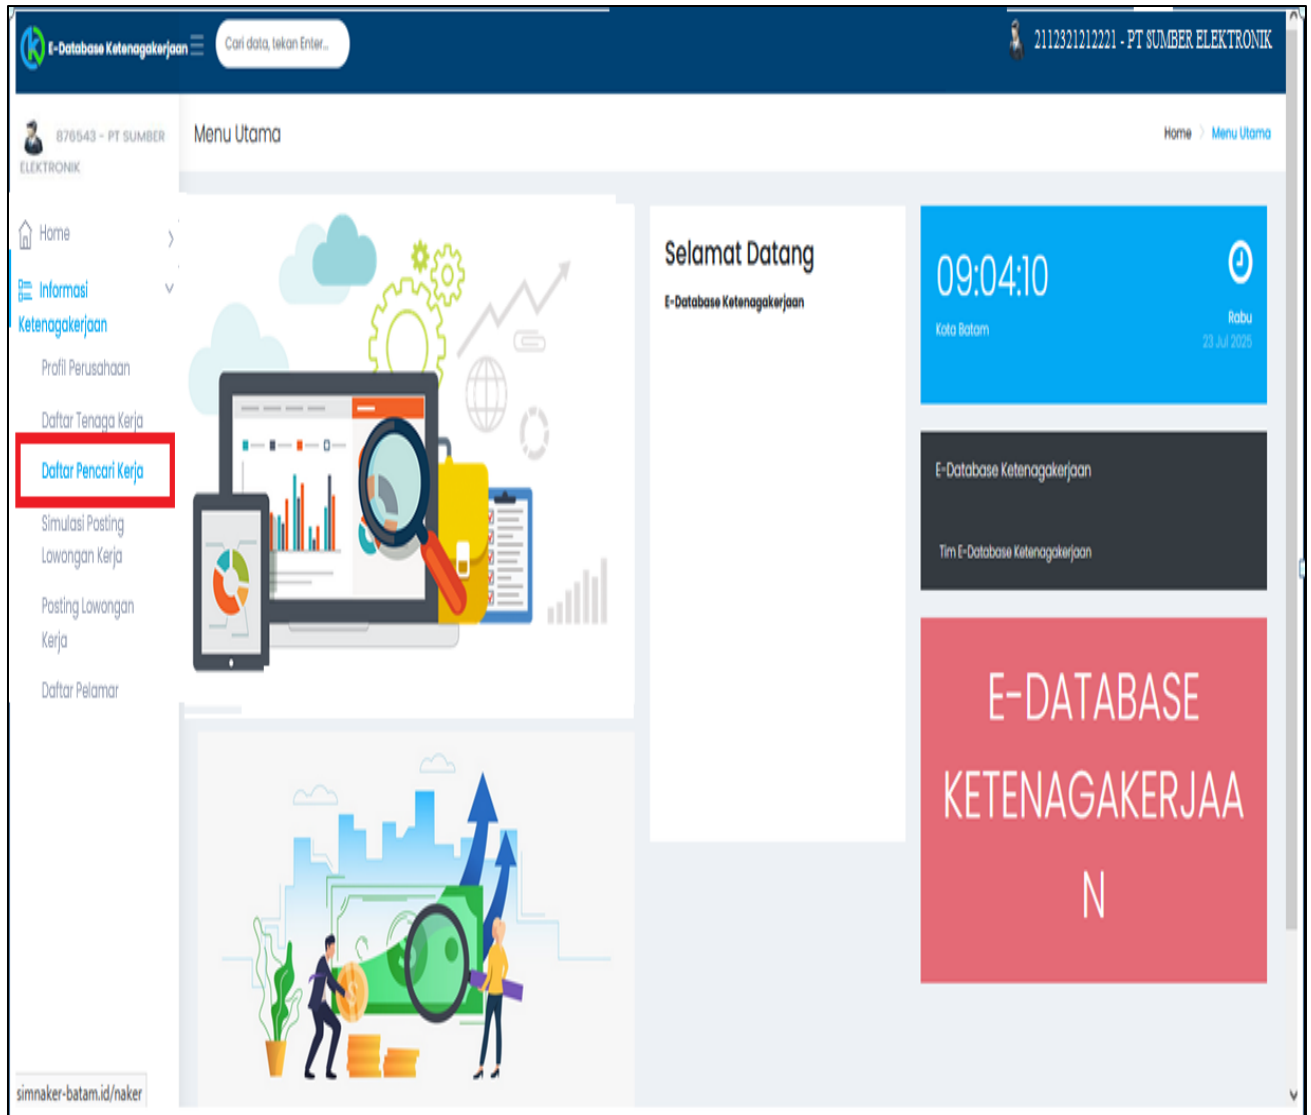 E-Database Ketenagakerjaan
Cari data, tekan Enter...
2112321212221 - PT SUMBER ELEKTRONIK
876543 - PT SUMBER
ELEKTRONIK
Menu Utama
Home > Menu Utama
Home
Informasi
Ketenagakerjaan
Profil Perusahaan
Daftar Tenaga Kerja
Daftar Pencari Kerja
Simulasi Posting
Lowongan Kerja
Posting Lowongan
Kerja
Daftar Pelamar
Selamat Datang
E-Database Ketenagakerjaan
09:04:10
Kota Batam
Rabu
23 Jul 2025
E-Database Ketenagakerjaan
Tim E-Database Ketenagakerjaan
E-DATABASE
KETENAGAKERJAA
N
simnaker-batam.id/naker